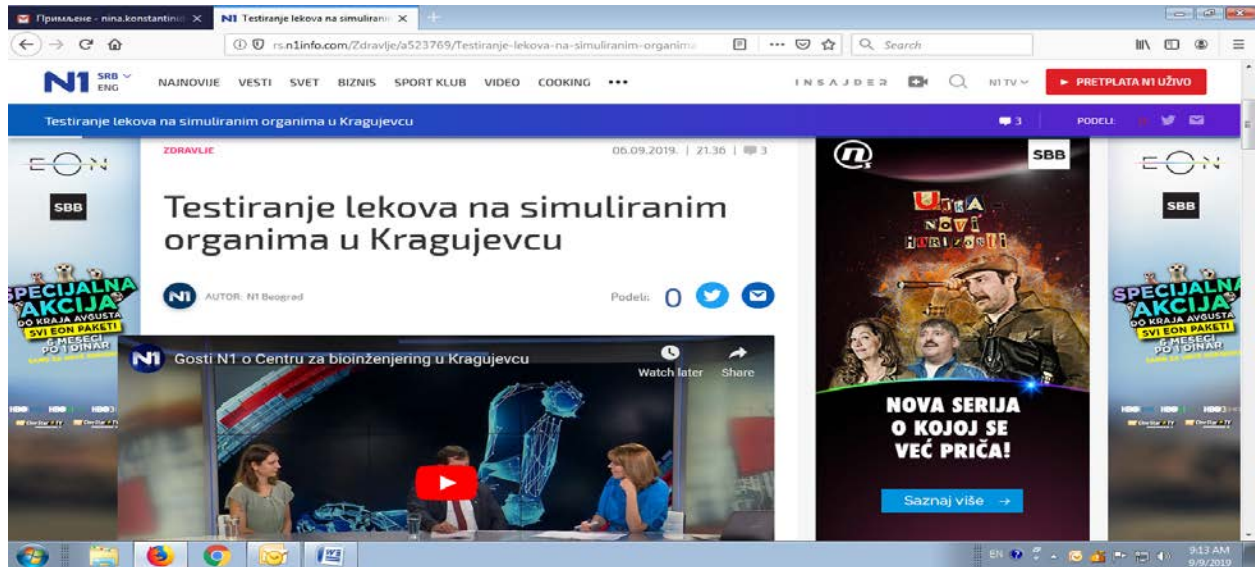 Примљене - nina.konstantin
N1 Testiranje lekova na simuliranim
rs.n1info.com/Zdravlje/a523769/Testiranje-lekova-na-simuliranim-organima
Search
N1 SRB
ENG
NAJNOVIJE VESTI SVET BIZNIS SPORT KLUB VIDEO COOKING
INSAJDER
N1 TV
PRETPLATA N1 UŽIVO
Testiranje lekova na simuliranim organima u Kragujevcu
3
PODELI:
ZDRAVLJE
06.09.2019. | 21.36 | 3
Testiranje lekova na simuliranim
organima u Kragujevcu
N1 AUTOR: N1 Beograd
Podeli: 0
N1 Gosti N1 o Centru za bioinženjering u Kragujevcu
Watch later
Share
EON
SBB
SPECIJALNA
AKCIJA
DO KRAJA AVGUSTA
SVI EON PAKETI
6 MESECI
PO 1 DINAR
n
SBB
URKA
NOVI
HORIZONTI
NOVA SERIJA
O KOJOJ SE
VEĆ PRIČA!
Saznaj više →
EON
SBB
SPECIJALNA
AKCIJA
DO KRAJA AVGUSTA
SVI EON PAKETI
6 MESECI
PO 1 DINAR
EN
9:13 AM
9/9/2019